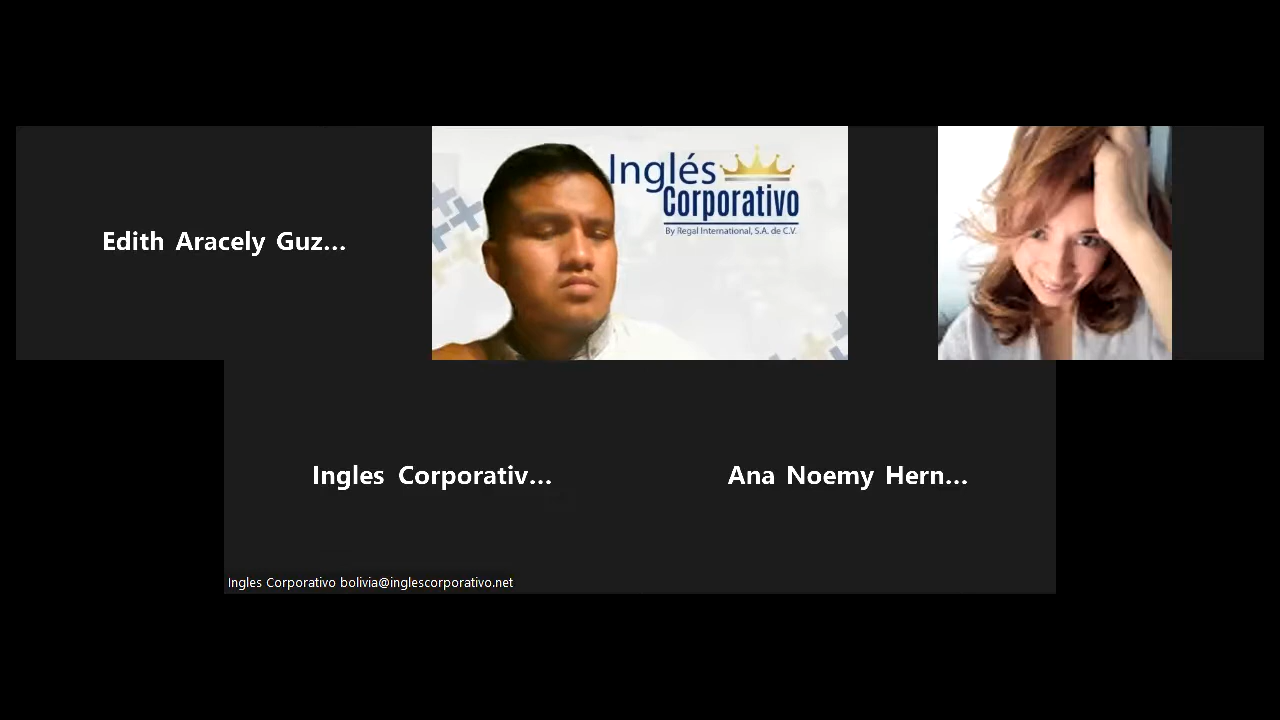 Edith Aracely Guz...
Inglés
Corporativo
By Regal International, S.A. de C.V.
Ingles Corporativ...
Ana Noemy Hern...
Ingles Corporativo bolivia@inglescorporativo.net